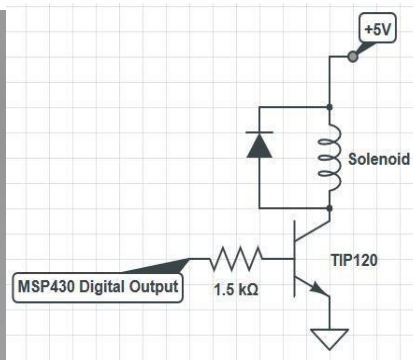 +5V
Solenoid
TIP120
MSP430 Digital Output
1.5 kΩ